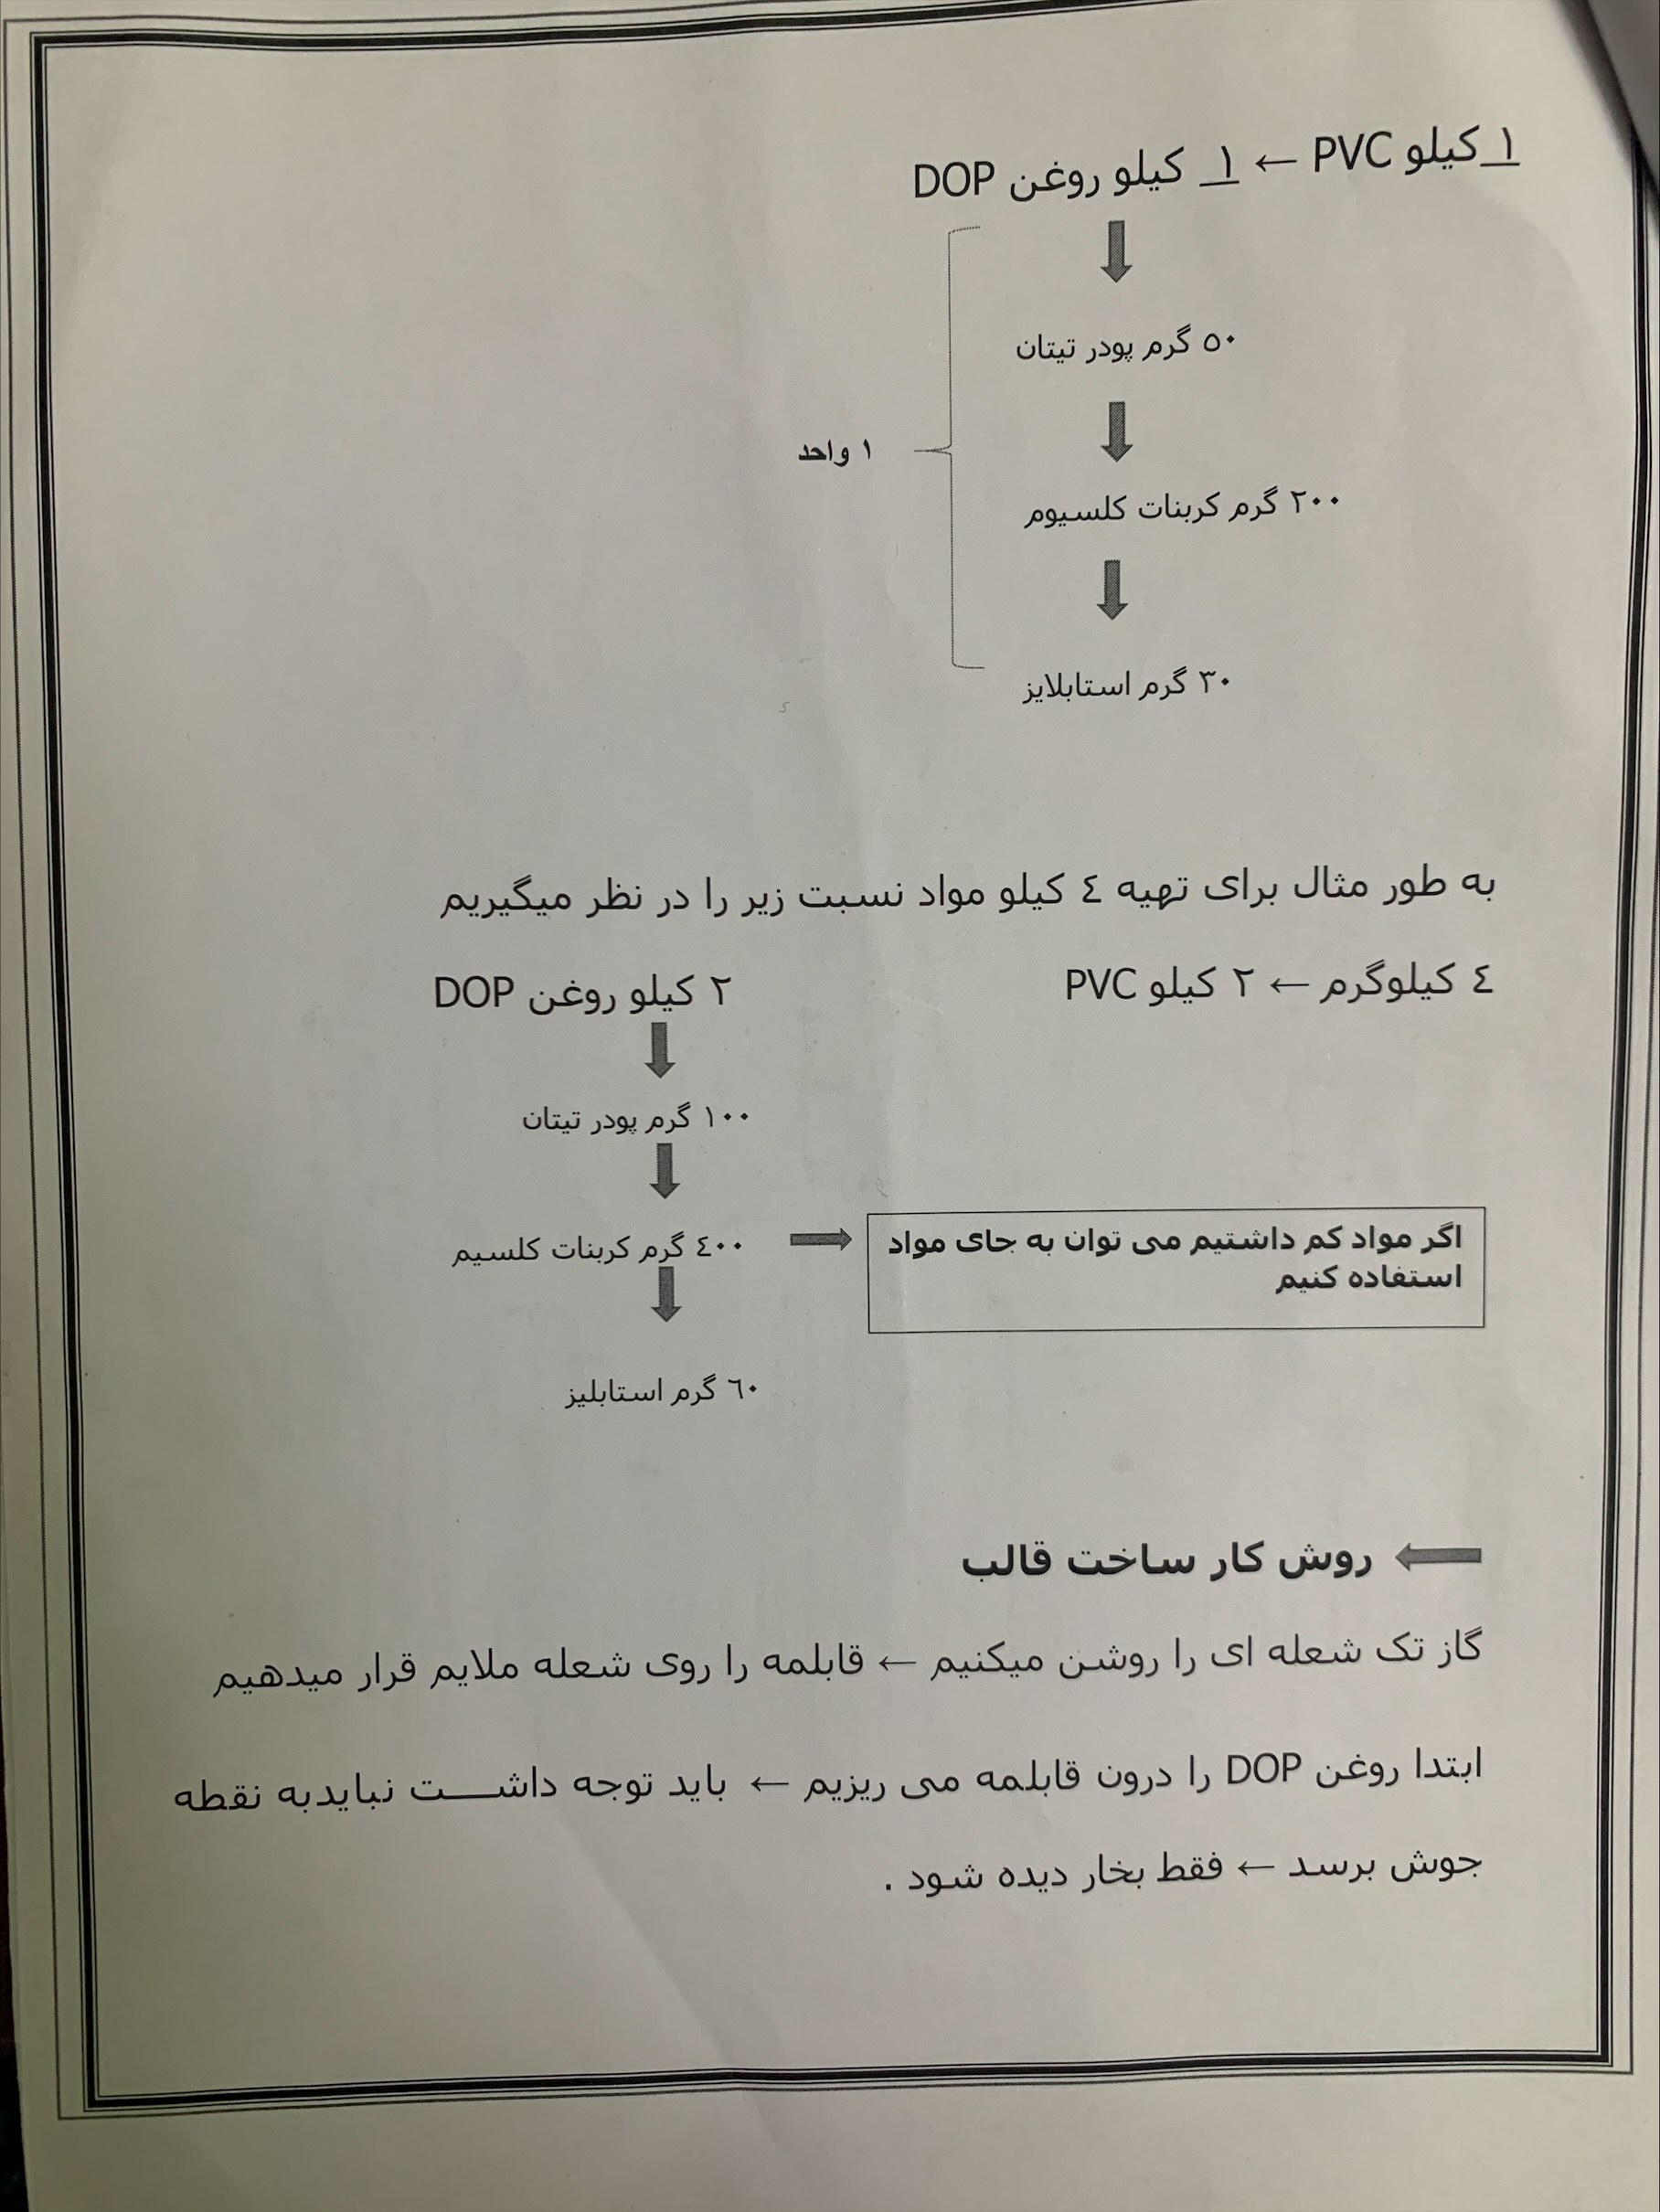 ۱ کیلو PVC ← ۱ کیلو روغن DOP
۵۰ گرم پودر تیتان
۱ واحد
۲۰۰ گرم کربنات کلسیوم
۳۰ گرم استابلایز
به طور مثال برای تهیه ٤ کیلو مواد نسبت زیر را در نظر میگیریم
٤ کیلوگرم ← ۲ کیلو PVC ۲ کیلو روغن DOP
۱۰۰ گرم پودر تیتان
٤۰۰ گرم کربنات کلسیم
اگر مواد کم داشتیم می توان به جای مواد
استفاده کنیم
٦۰ گرم استابلیز
روش کار ساخت قالب
گاز تک شعله ای را روشن میکنیم ← قابلمه را روی شعله ملایم قرار میدهیم
ابتدا روغن DOP را درون قابلمه می ریزیم ← باید توجه داشـــت نبایدبه نقطه
جوش برسد ← فقط بخار دیده شود .